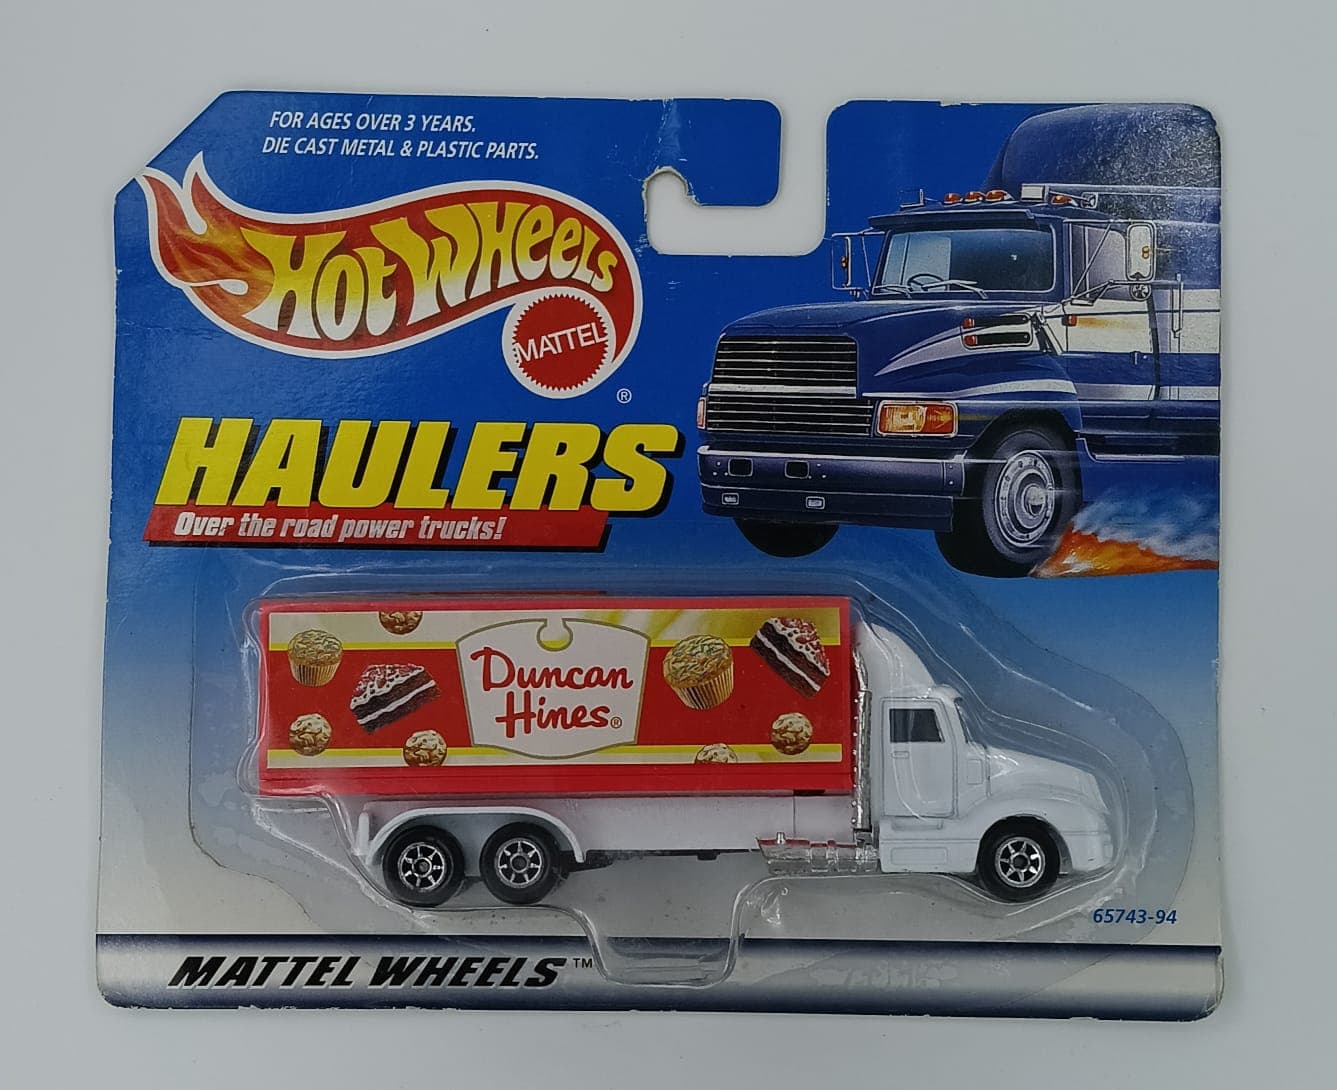 FOR AGES OVER 3 YEARS.
DIE CAST METAL & PLASTIC PARTS.
HOT WHEELS
MATTEL
®
HAULERS
Over the road power trucks!
Duncan
Hines®
65743-94
MATTEL WHEELS™